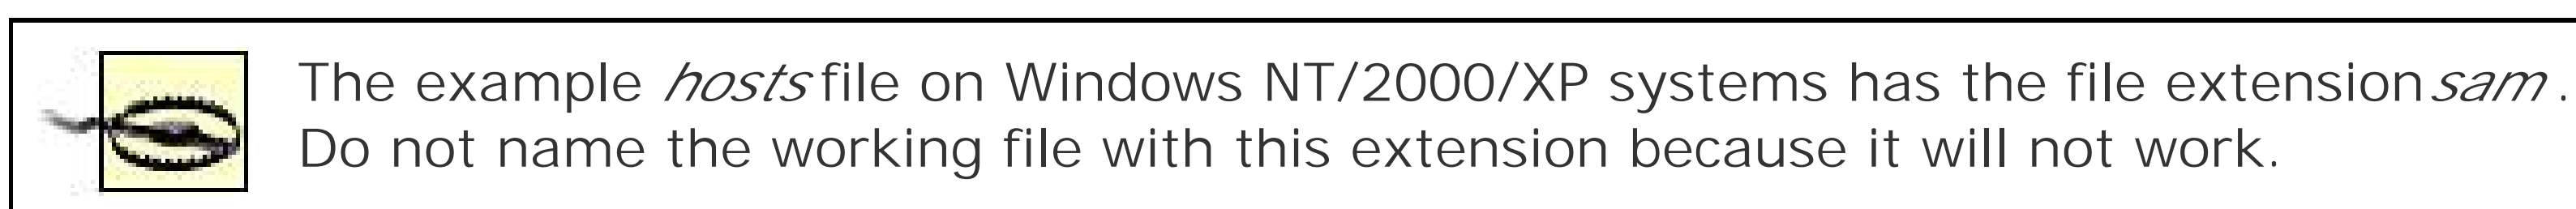 The example hosts file on Windows NT/2000/XP systems has the file extension sam.
Do not name the working file with this extension because it will not work.